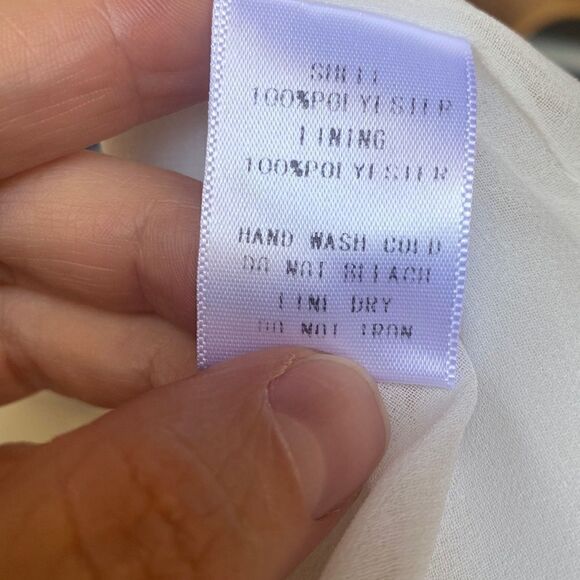 SHELL
100%POLYESTER
LINING
100%POLYESTER
HAND WASH COLD
DO NOT BLEACH
LINE DRY
DO NOT IRON